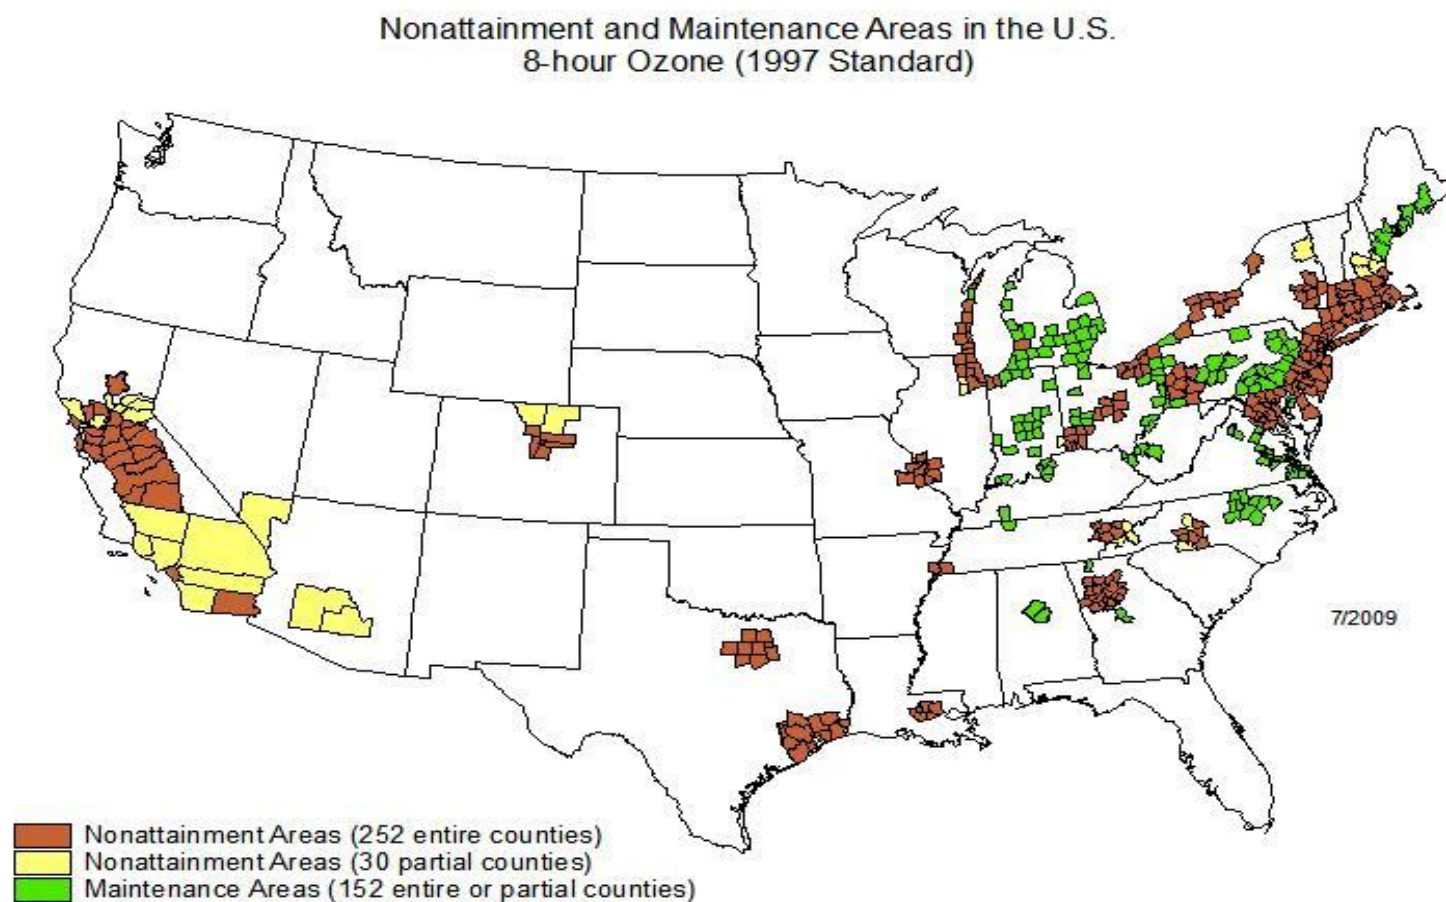 Nonattainment and Maintenance Areas in the U.S.
8-hour Ozone (1997 Standard)
7/2009
Nonattainment Areas (252 entire counties)
Nonattainment Areas (30 partial counties)
Maintenance Areas (152 entire or partial counties)